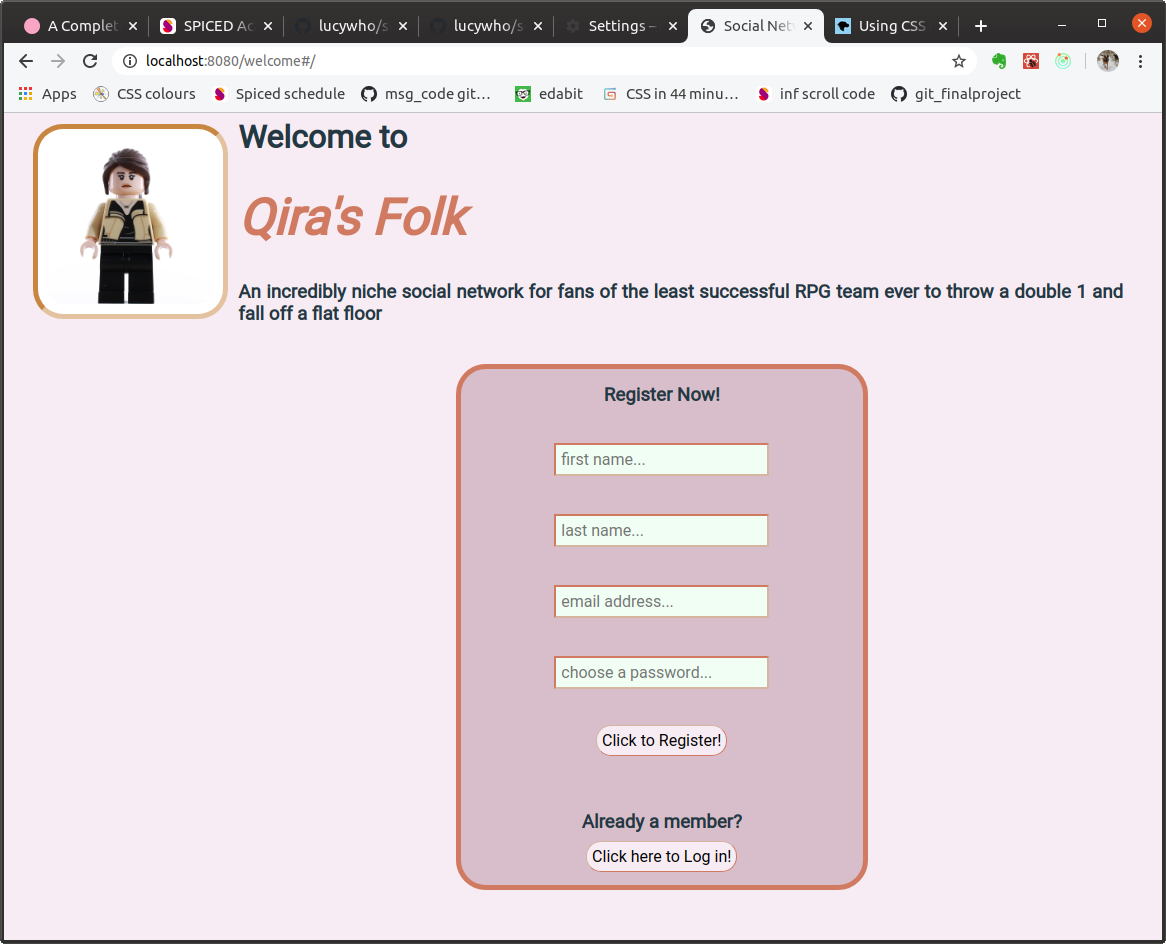 A Complet
SPICED Ac
lucywho/s
lucywho/s
Settings –
Social Net
Using CSS
localhost:8080/welcome#/
Apps
CSS colours
Spiced schedule
msg_code git...
edabit
CSS in 44 minu...
inf scroll code
git_finalproject
Welcome to
Qira's Folk
An incredibly niche social network for fans of the least successful RPG team ever to throw a double 1 and
fall off a flat floor
Register Now!
first name...
last name...
email address...
choose a password...
Click to Register!
Already a member?
Click here to Log in!